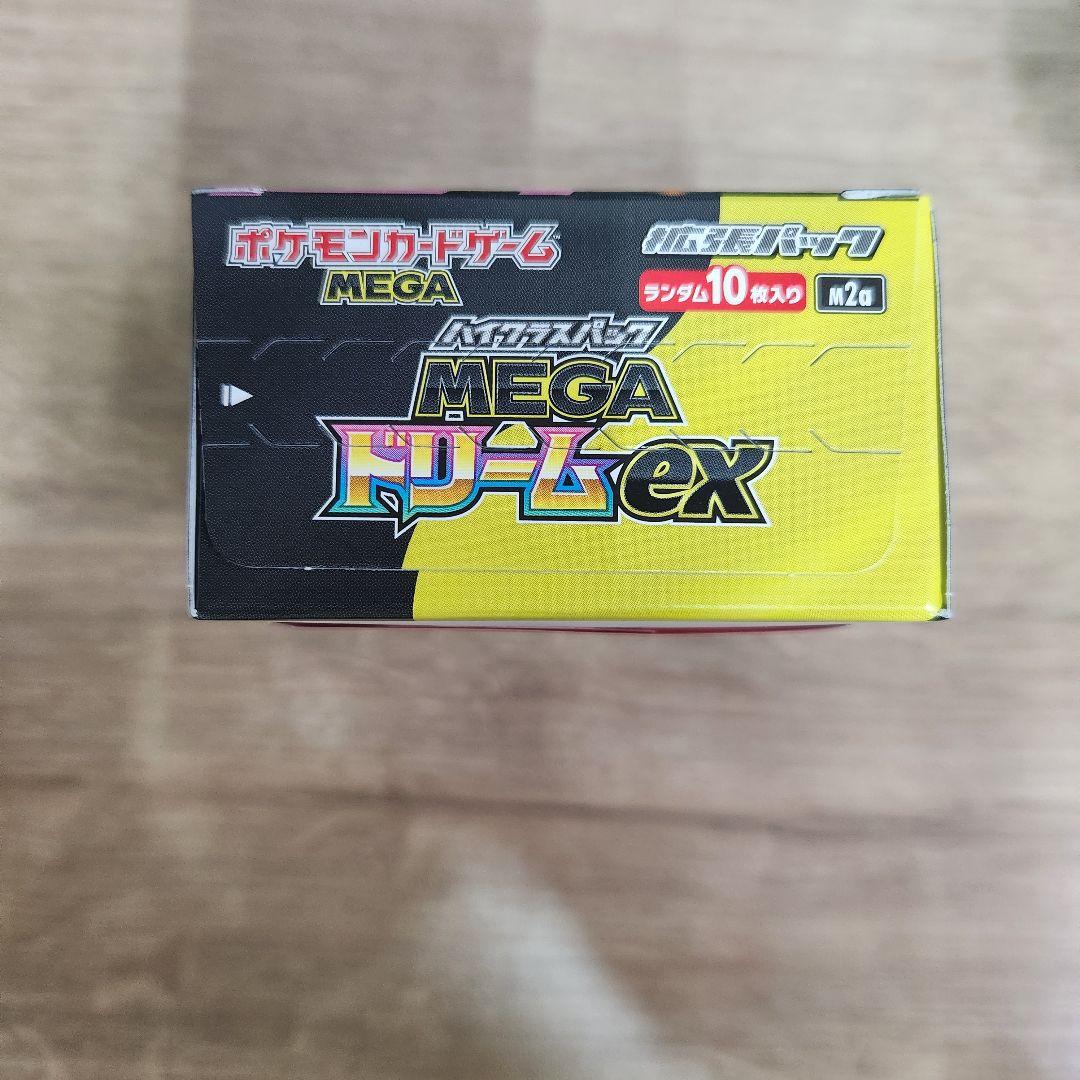 ポケモンカードゲーム
MEGA
拡張パック
ランダム10枚入り
M2a
ハイクラスパック
MEGA
ドリームex